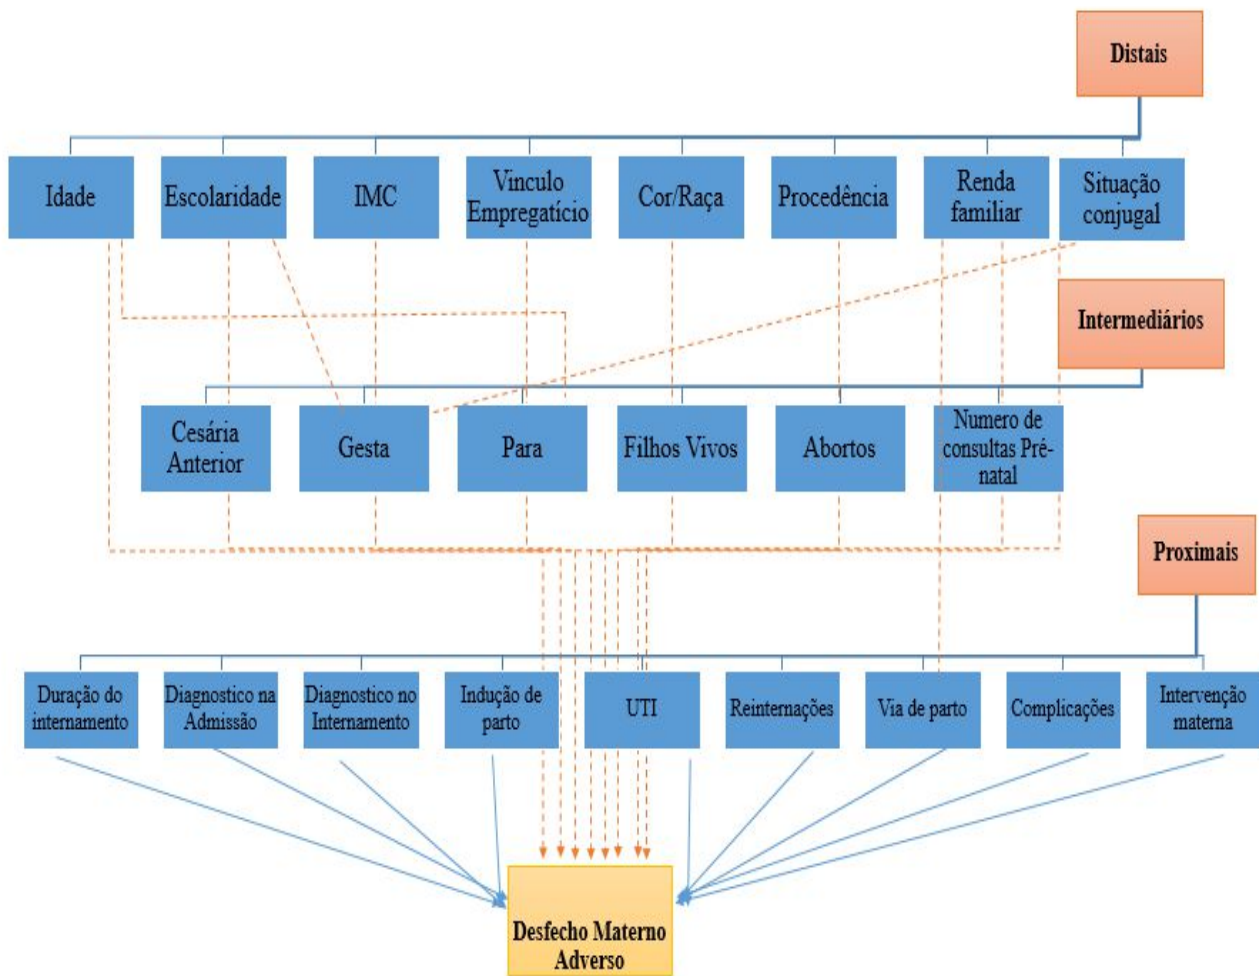 Distais
Idade
Escolaridade
IMC
Vinculo
Empregatício
Cor/Raça
Procedência
Renda
familiar
Situação
conjugal
Intermediários
Cesária
Anterior
Gesta
Para
Filhos Vivos
Abortos
Numero de
consultas Pré-
natal
Proximais
Duração do
internamento
Diagnostico na
Admissão
Diagnostico no
Internamento
Indução de
parto
UTI
Reinternações
Via de parto
Complicações
Intervenção
materna
Desfecho Materno
Adverso